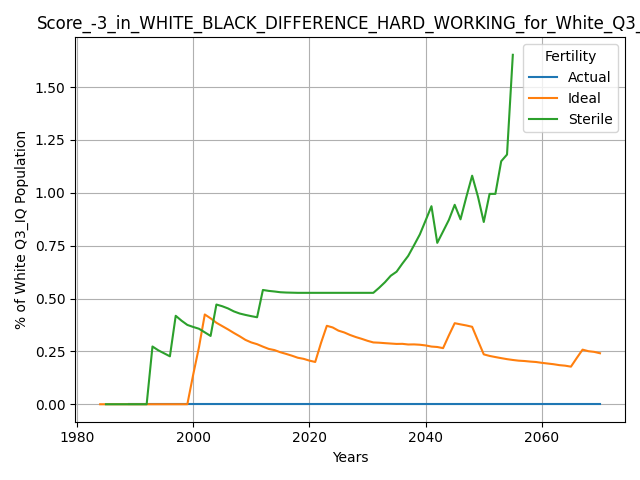 Score_-3_in_WHITE_BLACK_DIFFERENCE_HARD_WORKING_for_White_Q3_
Fertility
Actual
Ideal
Sterile
1.50
1.25
1.00
0.75
0.50
0.25
0.00
% of White Q3_IQ Population
1980
2000
2020
2040
2060
Years